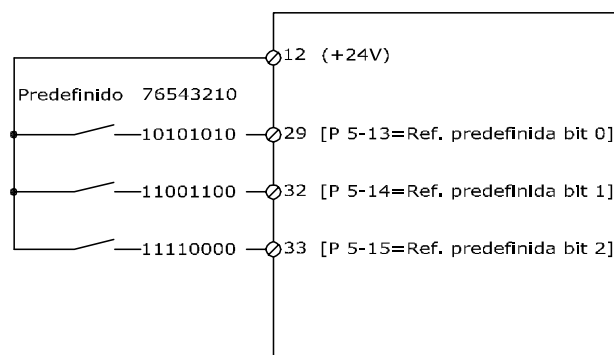 12 (+24V)
Predefinido 76543210
10101010 29 [P 5-13=Ref. predefinida bit 0]
11001100 32 [P 5-14=Ref. predefinida bit 1]
11110000 33 [P 5-15=Ref. predefinida bit 2]